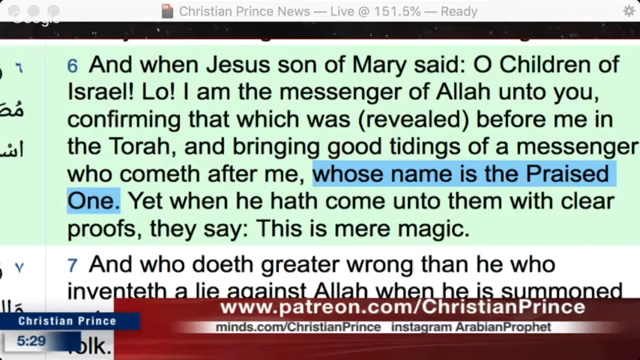 Christian Prince News — Live @ 151.5% — Ready
6 And when Jesus son of Mary said: O Children of
Israel! Lo! I am the messenger of Allah unto you,
confirming that which was (revealed) before me in
the Torah, and bringing good tidings of a messenger
who cometh after me, whose name is the Praised
One. Yet when he hath come unto them with clear
proofs, they say: This is mere magic.
٦
7 And who doeth greater wrong than he who
inventeth a lie against Allah when he is summoned
٧
folk.
www.patreon.com/ChristianPrince
minds.com/ChristianPrince instagram ArabianProphet
Christian Prince
5:29